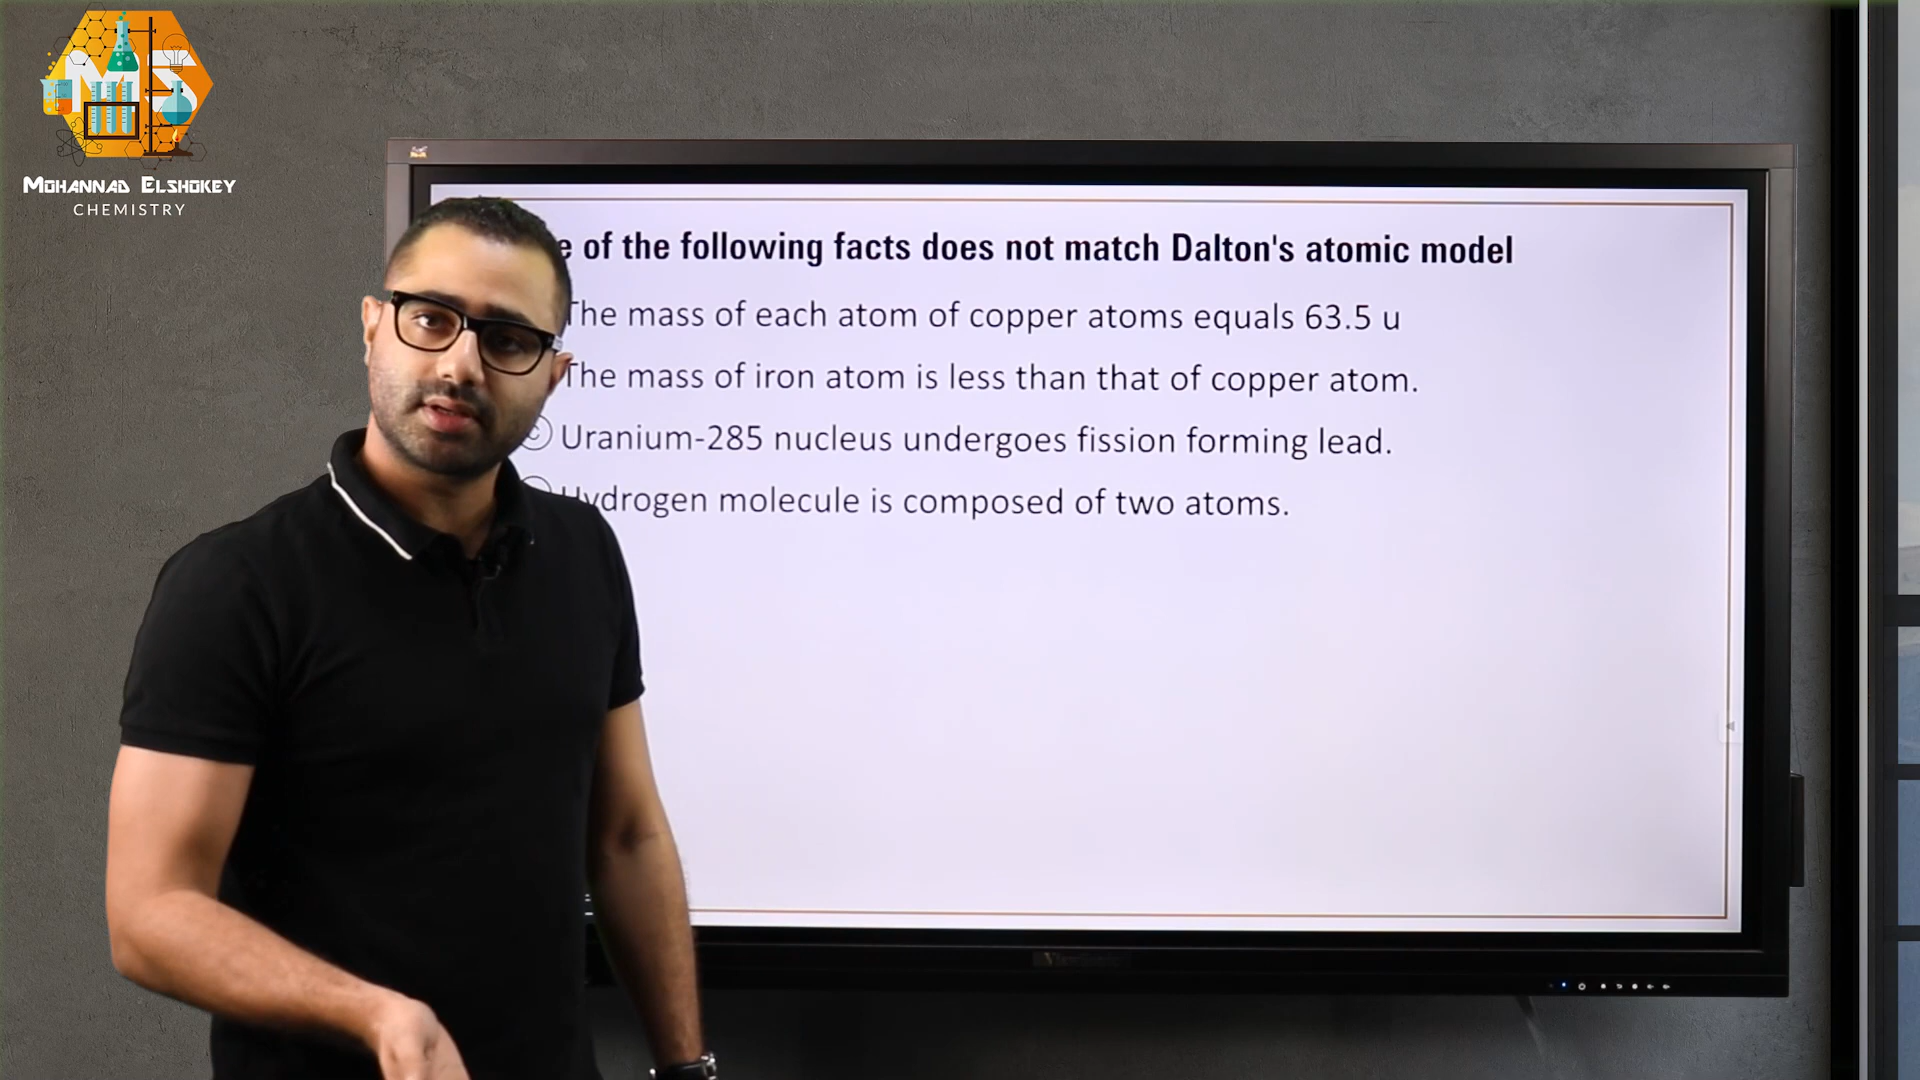 MS
MOHANNAD ELSHOKEY
CHEMISTRY
of the following facts does not match Dalton's atomic model
The mass of each atom of copper atoms equals 63.5 u
The mass of iron atom is less than that of copper atom.
c Uranium-285 nucleus undergoes fission forming lead.
Hydrogen molecule is composed of two atoms.